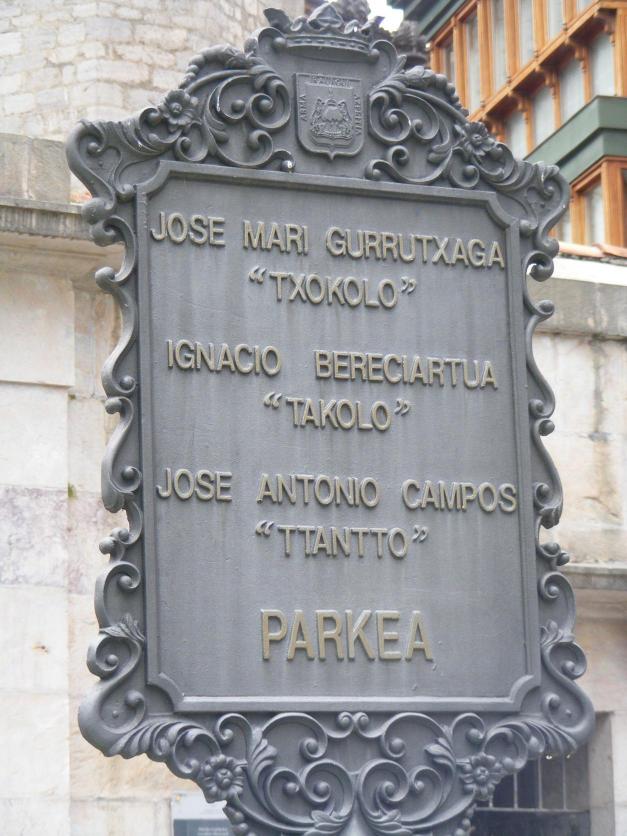 JOSE MARI GURRUTXAGA
“TXOKOLO”
IGNACIO BERECIARTUA
“TAKOLO”
JOSE ANTONIO CAMPOS
“TTANTTO”
PARKEA